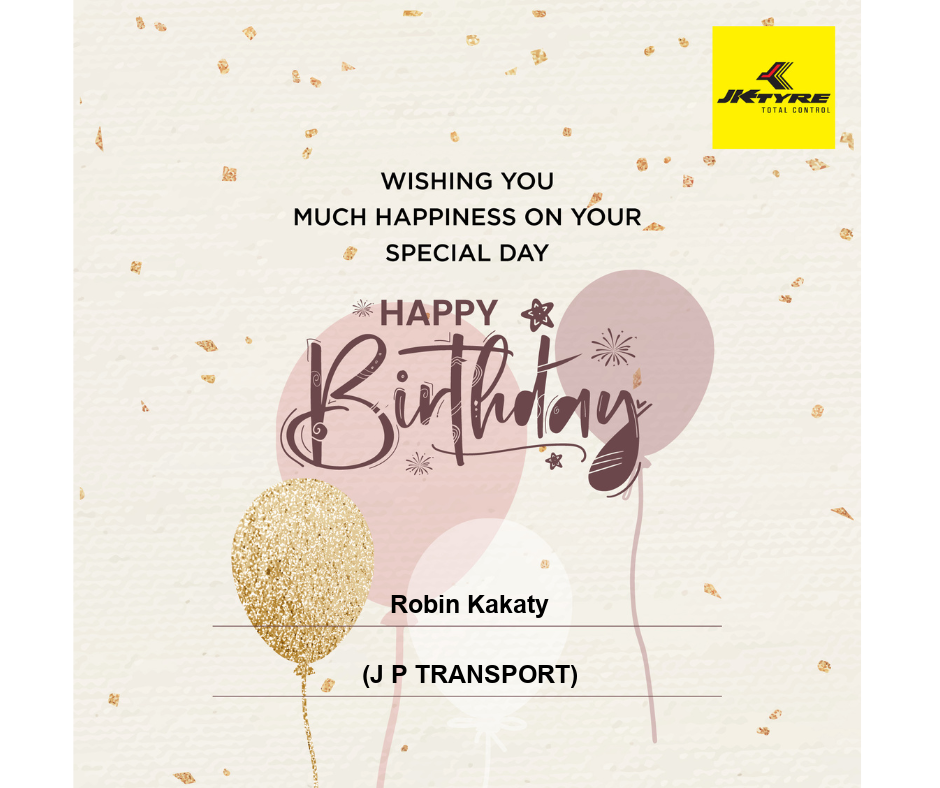 JKTYRE
TOTAL CONTROL
WISHING YOU
MUCH HAPPINESS ON YOUR
SPECIAL DAY
HAPPY
Birthday
Robin Kakaty
(J P TRANSPORT)